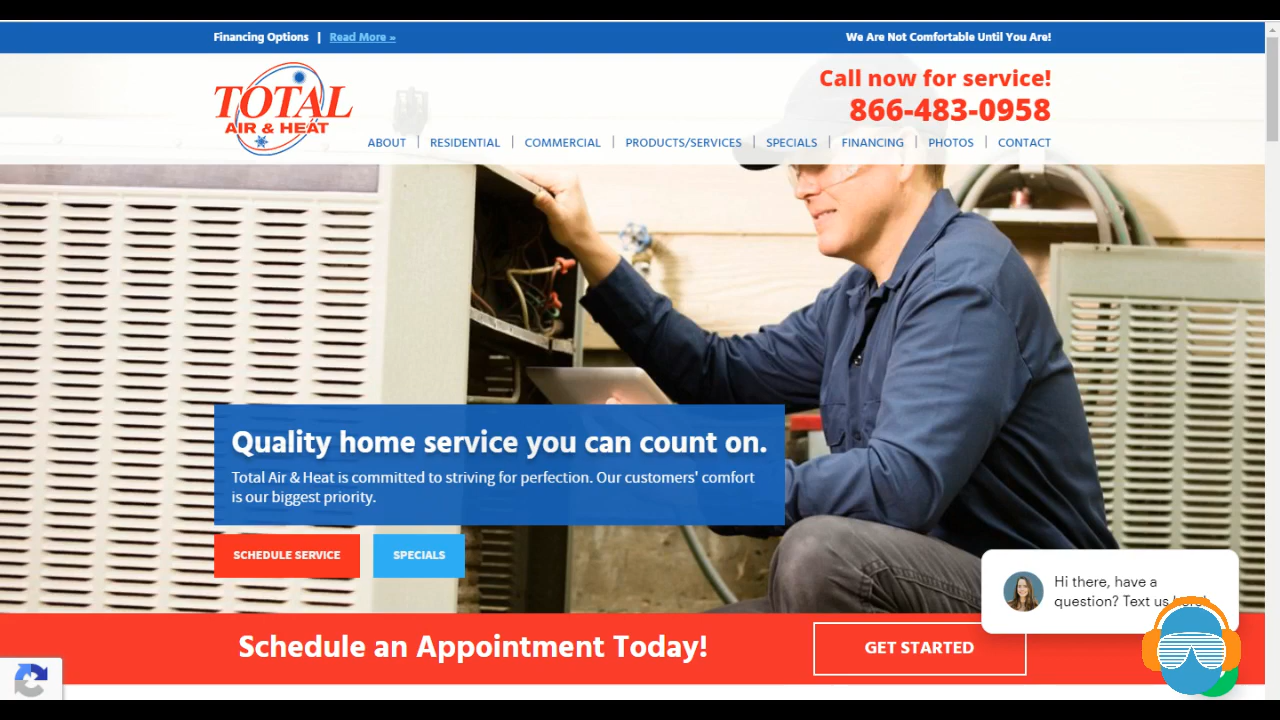 Financing Options | Read More »
We Are Not Comfortable Until You Are!
TOTAL
AIR & HEAT
Call now for service!
866-483-0958
ABOUT | RESIDENTIAL | COMMERCIAL | PRODUCTS/SERVICES | SPECIALS | FINANCING | PHOTOS | CONTACT
Quality home service you can count on.
Total Air & Heat is committed to striving for perfection. Our customers' comfort
is our biggest priority.
SCHEDULE SERVICE
SPECIALS
Hi there, have a
question? Text us here!
Schedule an Appointment Today!
GET STARTED